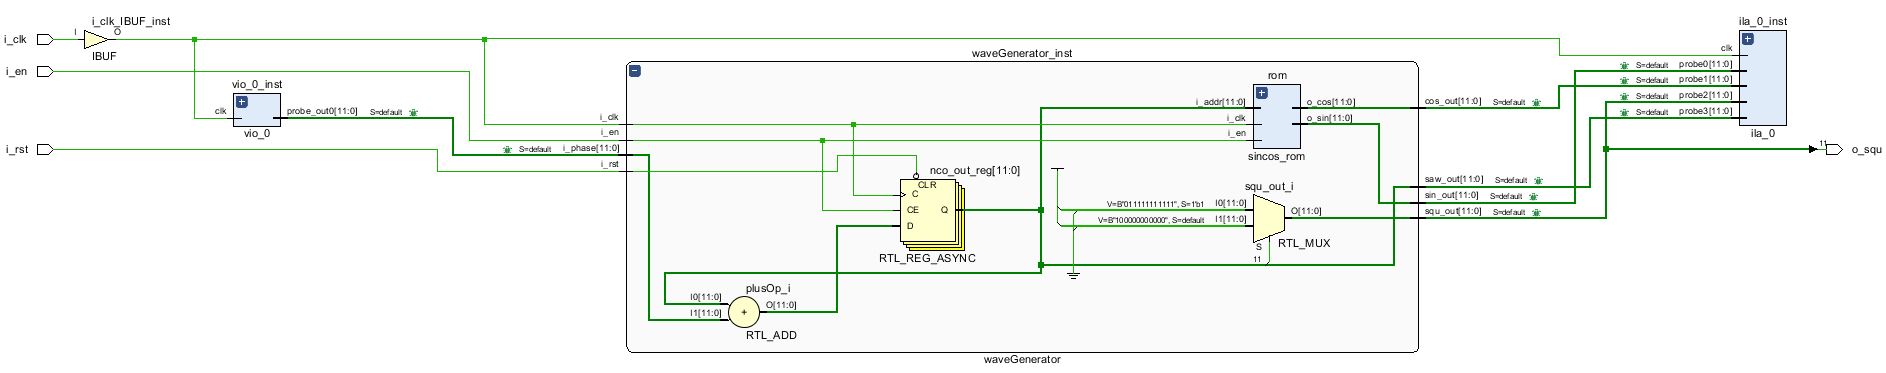 i_clk_IBUF_inst
i_clk
I
O
IBUF
i_en
vio_0_inst
clk
probe_out0[11:0]
S=default
vio_0
i_rst
waveGenerator_inst
i_clk
i_en
S=default
i_phase[11:0]
i_rst
nco_out_reg[11:0]
CLR
C
CE
Q
D
RTL_REG_ASYNC
plusOp_i
I0[11:0]
O[11:0]
I1[11:0]
+
RTL_ADD
rom
i_addr[11:0]
o_cos[11:0]
i_clk
o_sin[11:0]
i_en
sincos_rom
squ_out_i
V=B"011111111111", S=1'b1
I0[11:0]
O[11:0]
V=B"100000000000", S=default
I1[11:0]
S
RTL_MUX
11
waveGenerator
cos_out[11:0]
S=default
saw_out[11:0]
S=default
sin_out[11:0]
S=default
squ_out[11:0]
S=default
ila_0_inst
clk
S=default
probe0[11:0]
S=default
probe1[11:0]
S=default
probe2[11:0]
S=default
probe3[11:0]
ila_0
11
o_squ